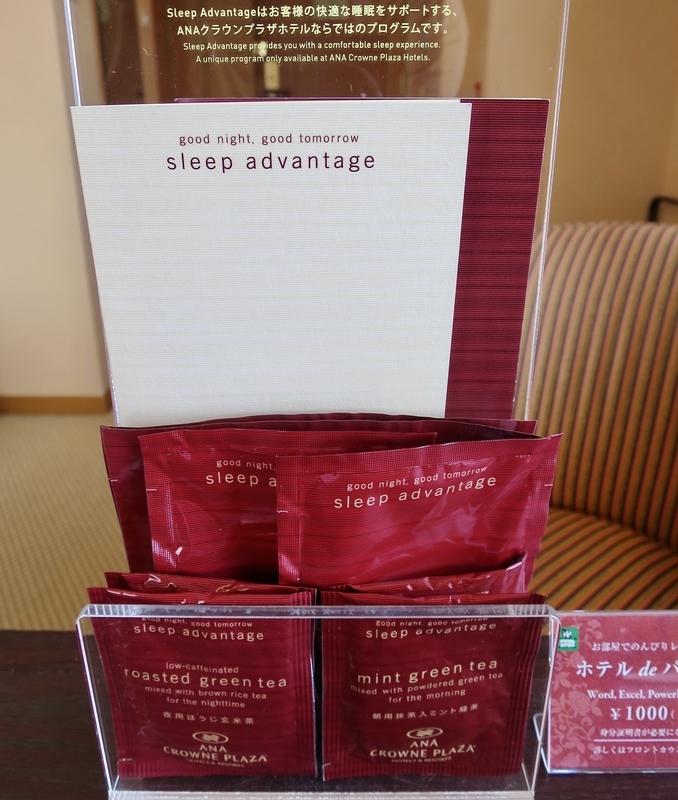 Sleep Advantageはお客様の快適な睡眠をサポートする、
ANAクラウンプラザホテルならではのプログラムです。
Sleep Advantage provides you with a comfortable sleep experience.
A unique program only available at ANA Crowne Plaza Hotels.
good night, good tomorrow
sleep advantage
good night,
sleep a
good night, good tomorrow
sleep advantage
good night, good tomorrow
sleep advantage
low-caffeinated
roasted green tea
mixed with brown rice tea
for the nighttime
夜用ほうじ玄米茶
ANA
CROWNE PLAZA
HOTELS & RESORTS
good night, good tomorrow
sleep advantage
mint green tea
mixed with powdered green tea
for the morning
朝用抹茶入ミント緑茶
ANA
CROWNE PLAZA
HOTELS & RESORTS
お部屋でのんびりレ
ホテル de パ
Word, Excel, Power
¥1000(
身分証明書が必要に
詳しくはフロントカウン